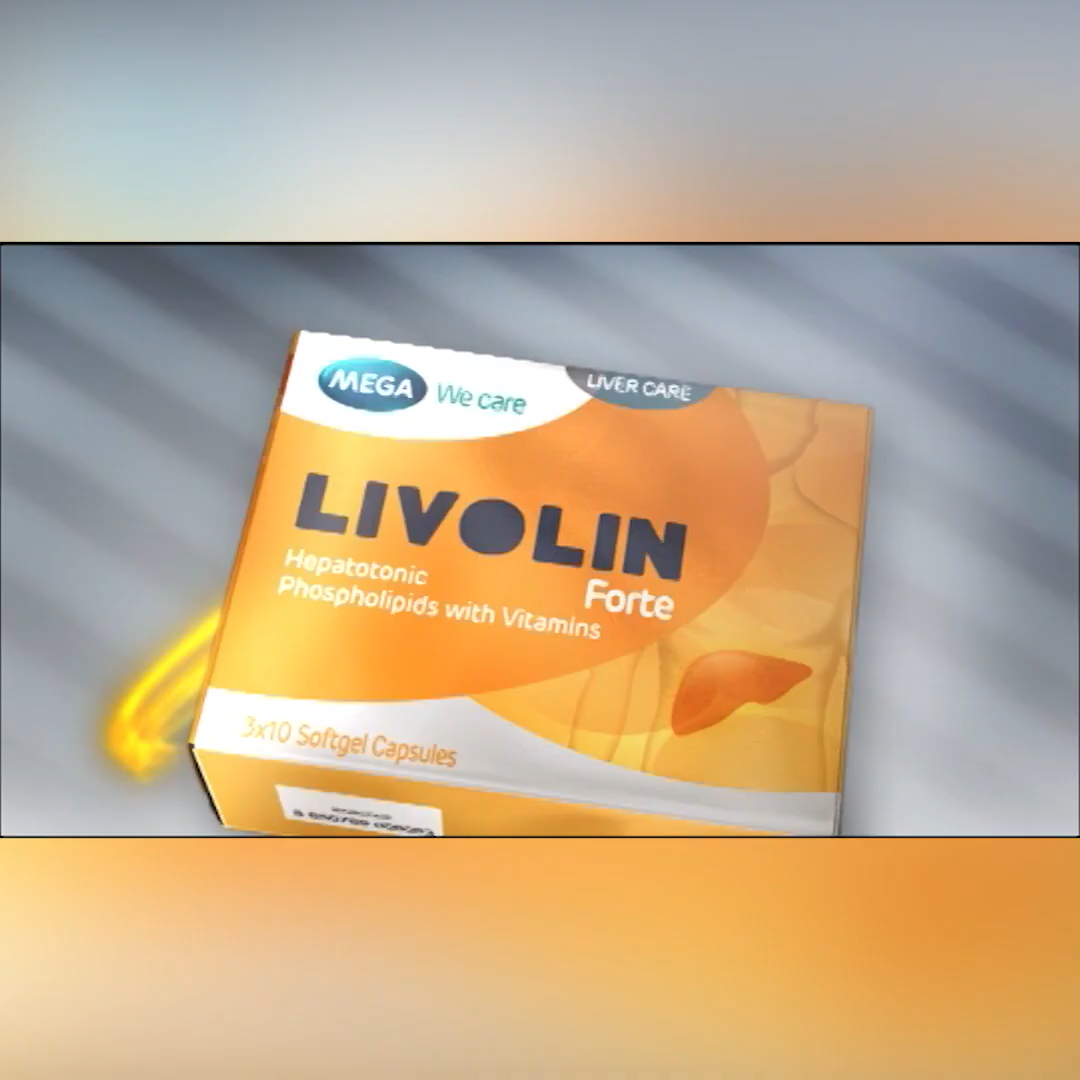 MEGA We care
LIVER CARE
LIVOLIN
Forte
Hepatotonic
Phospholipids with Vitamins
3x10 Softgel Capsules